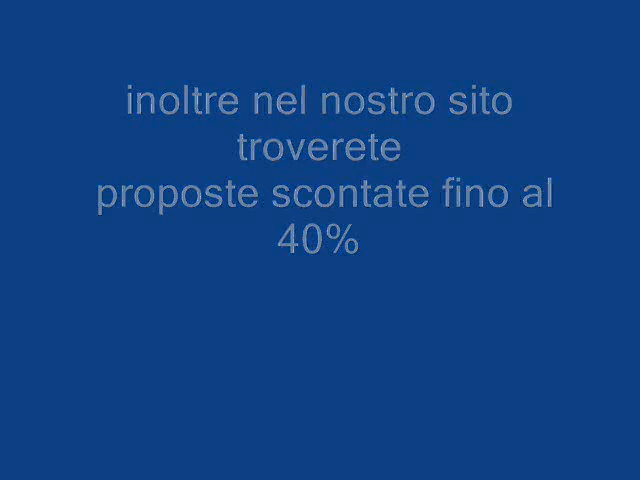 inoltre nel nostro sito
troverete
proposte scontate fino al
40%